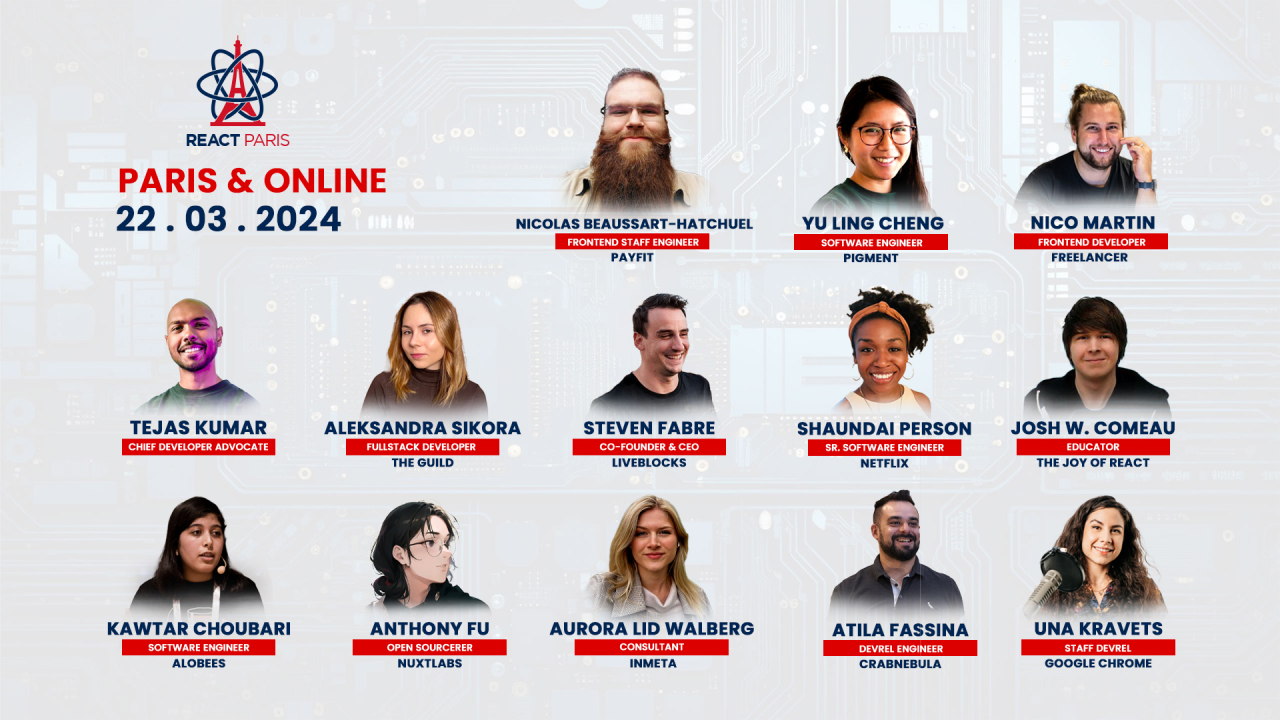 REACT PARIS
PARIS & ONLINE
22 . 03 . 2024
NICOLAS BEAUSSART-HATCHUEL
FRONTEND STAFF ENGINEER
PAYFIT
YU LING CHENG
SOFTWARE ENGINEER
PIGMENT
NICO MARTIN
FRONTEND DEVELOPER
FREELANCER
TEJAS KUMAR
CHIEF DEVELOPER ADVOCATE
ALEKSANDRA SIKORA
FULLSTACK DEVELOPER
THE GUILD
STEVEN FABRE
CO-FOUNDER & CEO
LIVEBLOCKS
SHAUNDAI PERSON
SR. SOFTWARE ENGINEER
NETFLIX
JOSH W. COMEAU
EDUCATOR
THE JOY OF REACT
KAWTAR CHOUBARI
SOFTWARE ENGINEER
ALOBEES
ANTHONY FU
OPEN SOURCERER
NUXTLABS
AURORA LID WALBERG
CONSULTANT
INMETA
ATILA FASSINA
DEVREL ENGINEER
CRABNEBULA
UNA KRAVETS
STAFF DEVREL
GOOGLE CHROME